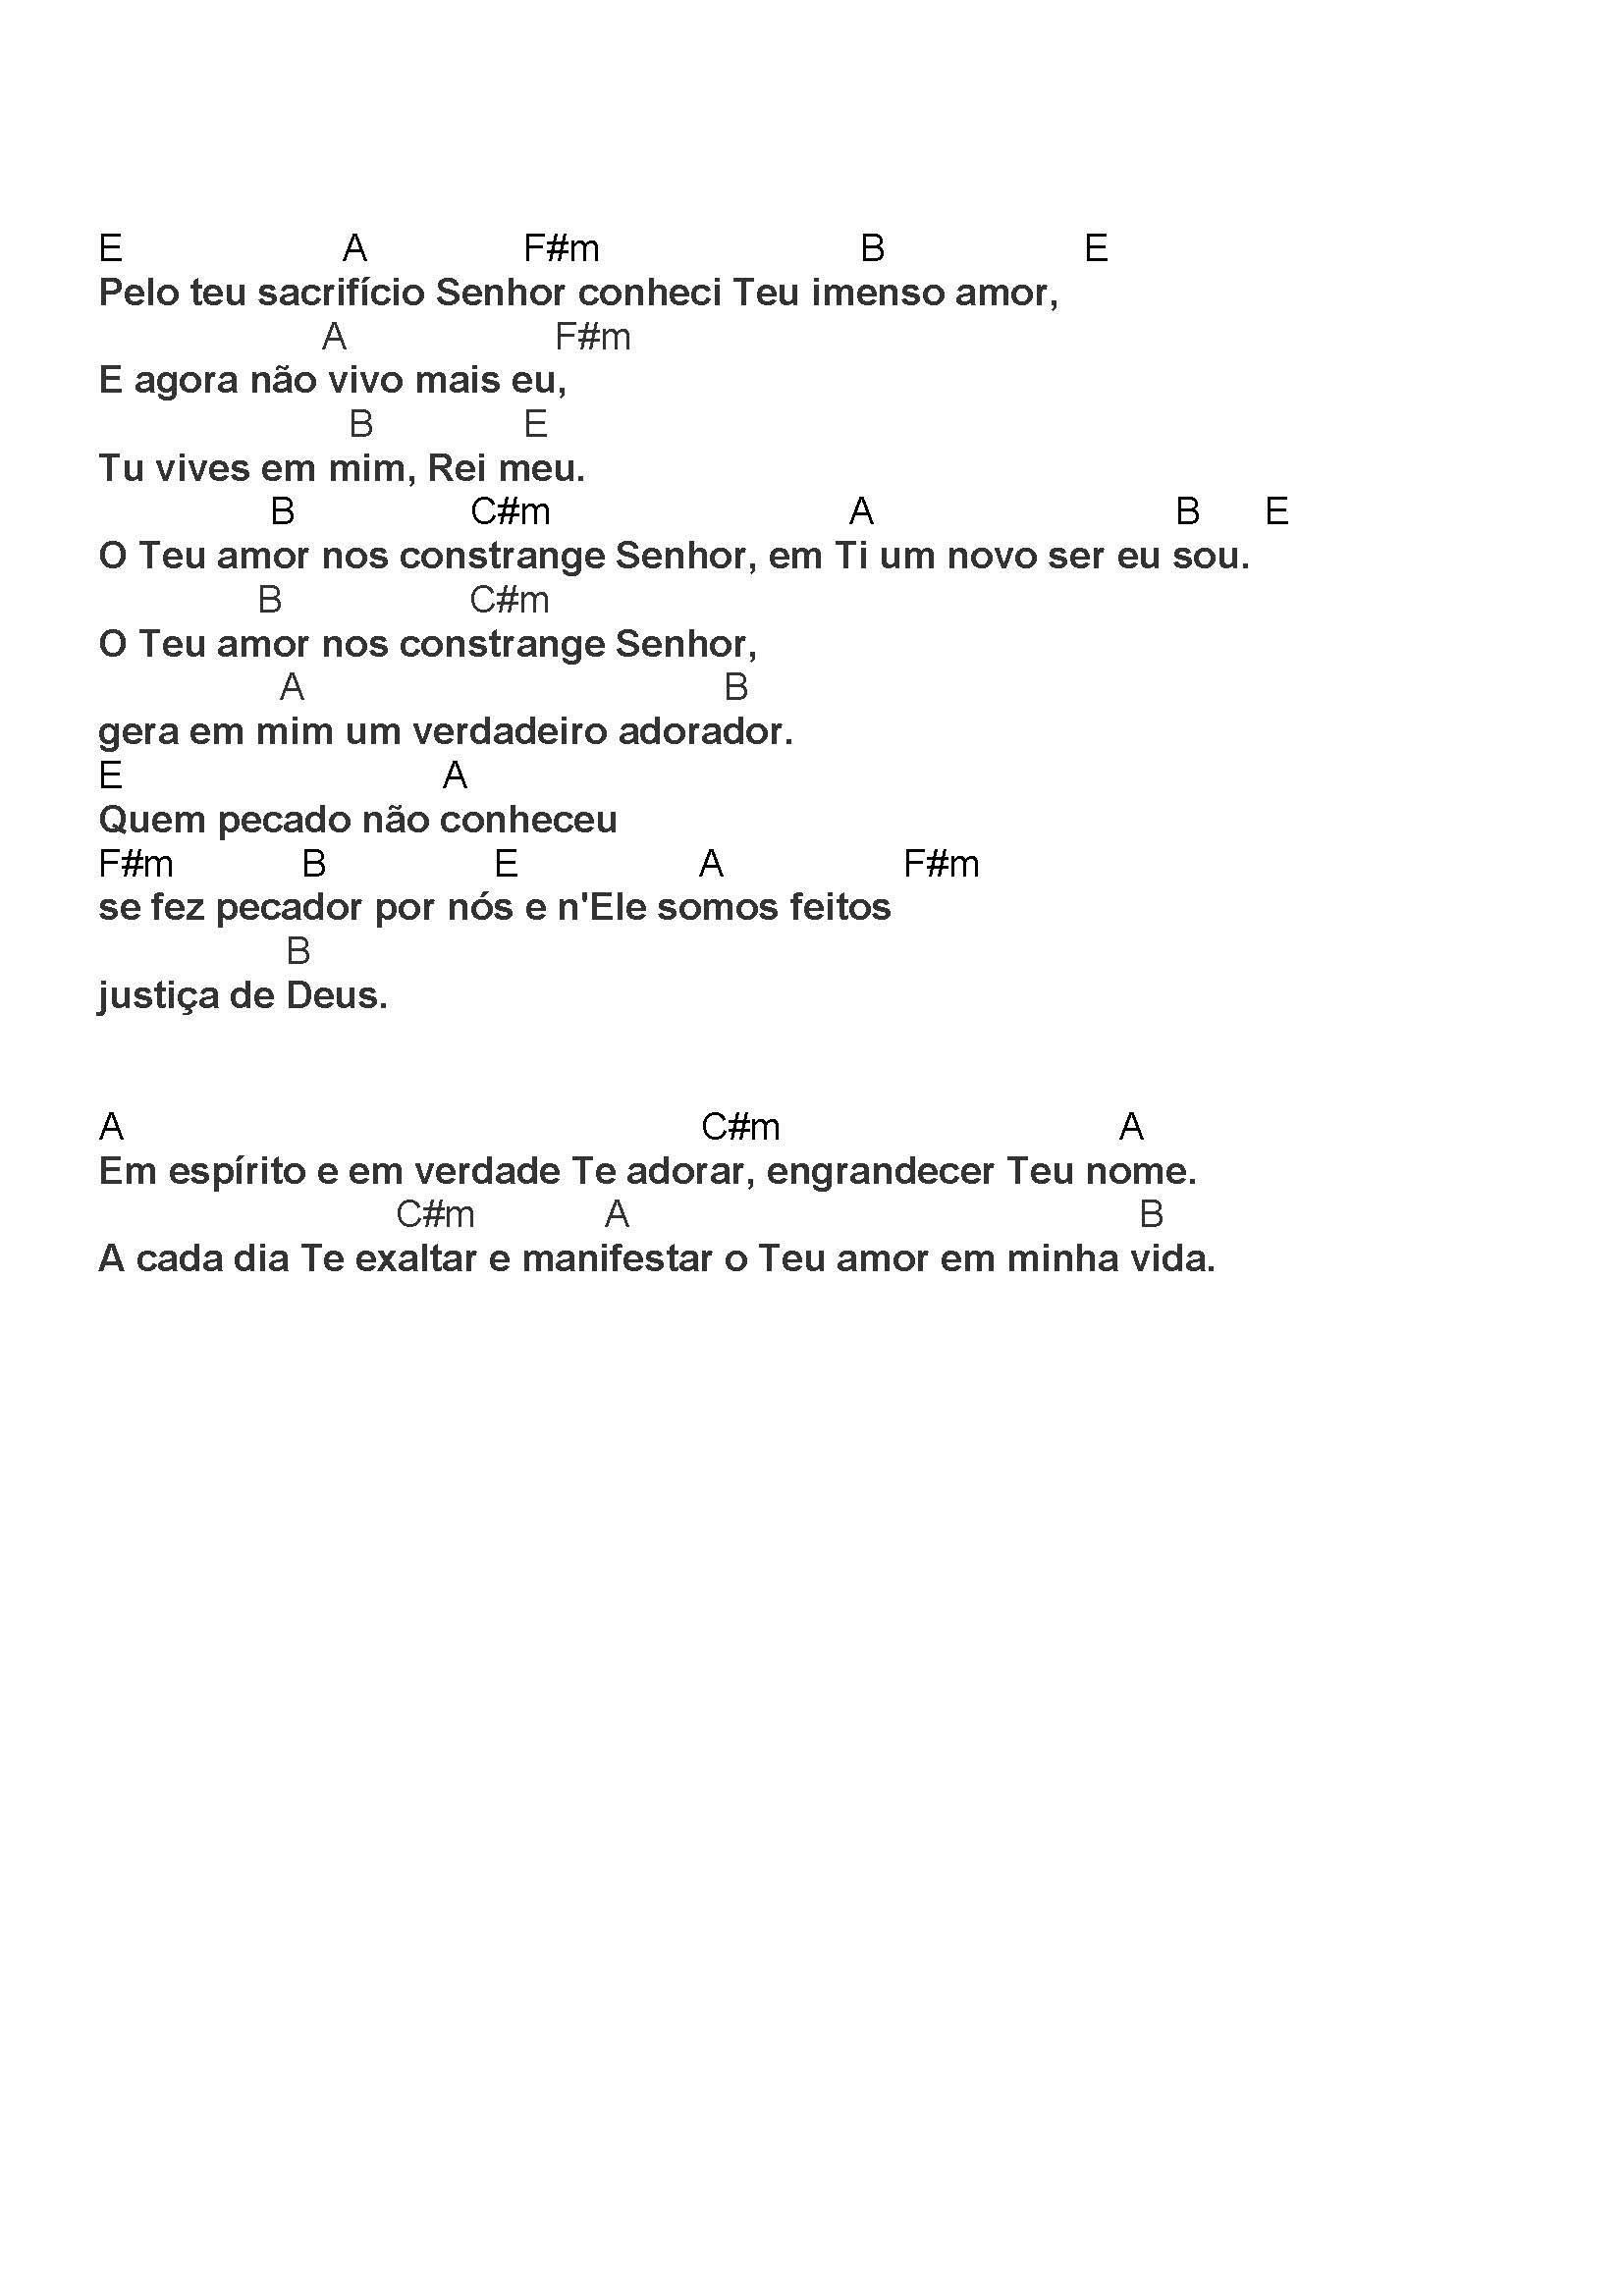 E A F#m B E
Pelo teu sacrifício Senhor conheci Teu imenso amor,
A F#m
E agora não vivo mais eu,
B E
Tu vives em mim, Rei meu.
B C#m A B E
O Teu amor nos constrange Senhor, em Ti um novo ser eu sou.
B C#m
O Teu amor nos constrange Senhor,
A B
gera em mim um verdadeiro adorador.
E A
Quem pecado não conheceu
F#m B E A F#m
se fez pecador por nós e n'Ele somos feitos
B
justiça de Deus.
A C#m A
Em espírito e em verdade Te adorar, engrandecer Teu nome.
C#m A B
A cada dia Te exaltar e manifestar o Teu amor em minha vida.